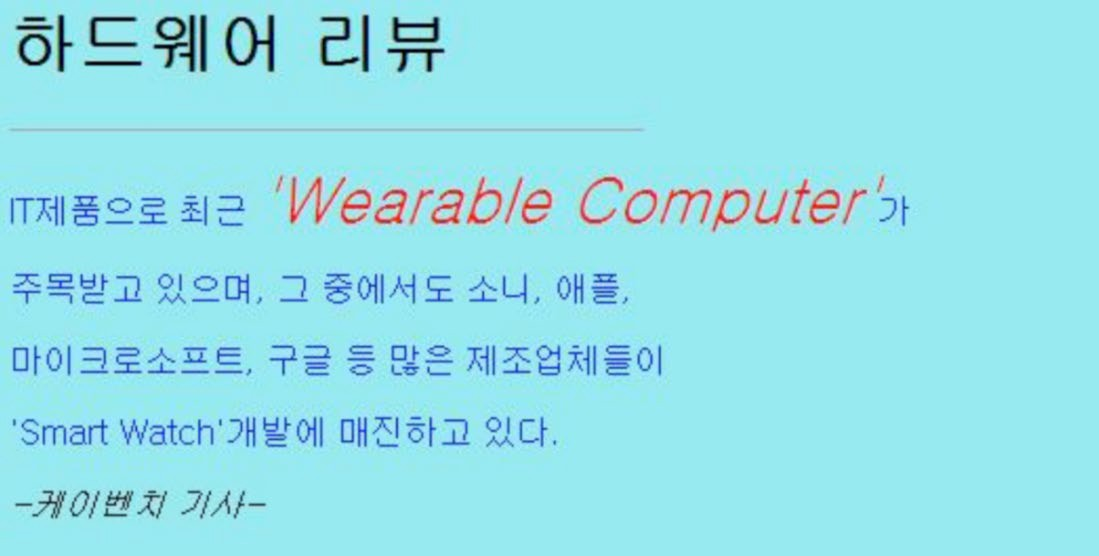 하드웨어 리뷰
IT제품으로 최근 'Wearable Computer'가
주목받고 있으며, 그 중에서도 소니, 애플,
마이크로소프트, 구글 등 많은 제조업체들이
'Smart Watch'개발에 매진하고 있다.
-케이벤치 기사-